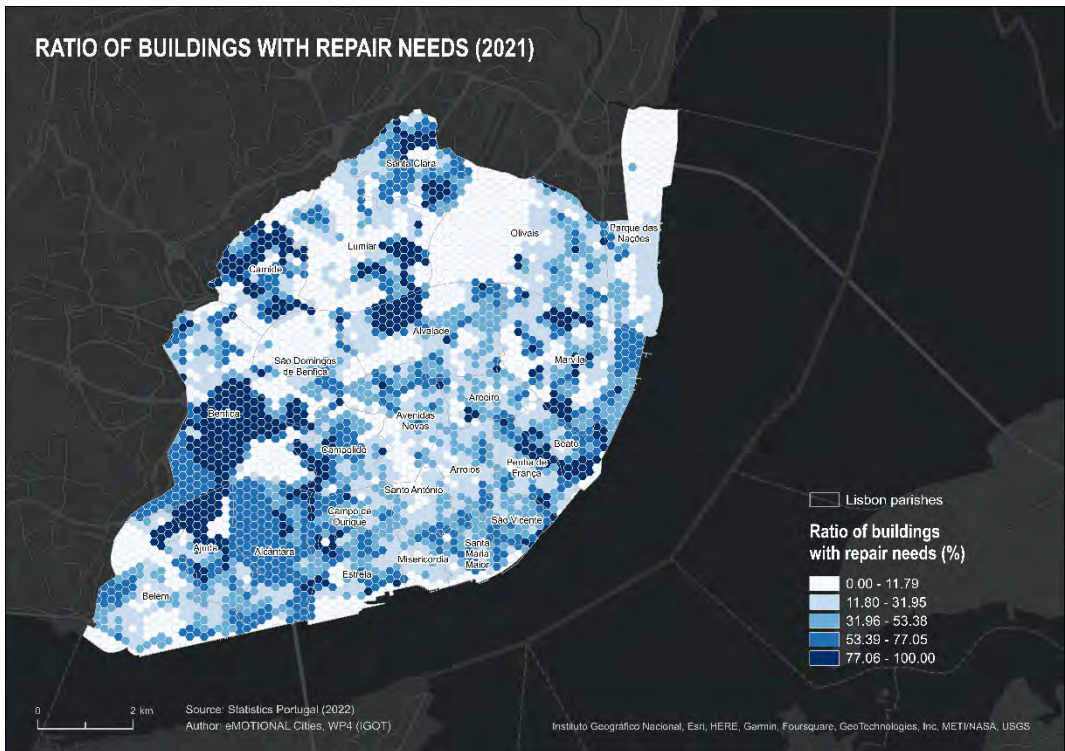 RATIO OF BUILDINGS WITH REPAIR NEEDS (2021)
Santa Clara
Olivais
Parque das
Nações
Lumiar
Carnide
Alvalade
São Domingos
de Benfica
Marvila
Areeiro
Benfica
Avenidas
Novas
Campolide
Beato
Arroios
Penha de
França
Santo António
Campo de
Ourique
São Vicente
Ajuda
Alcântara
Misericórdia
Santa
Maria
Maior
Estrela
Belém
Lisbon parishes
Ratio of buildings
with repair needs (%)
0.00 - 11.79
11.80 - 31.95
31.96 - 53.38
53.39 - 77.05
77.06 - 100.00
0 2 km
Source: Statistics Portugal (2022)
Author: eMOTIONAL Cities, WP4 (IGOT)
Instituto Geográfico Nacional, Esri, HERE, Garmin, Foursquare, GeoTechnologies, Inc, METI/NASA, USGS